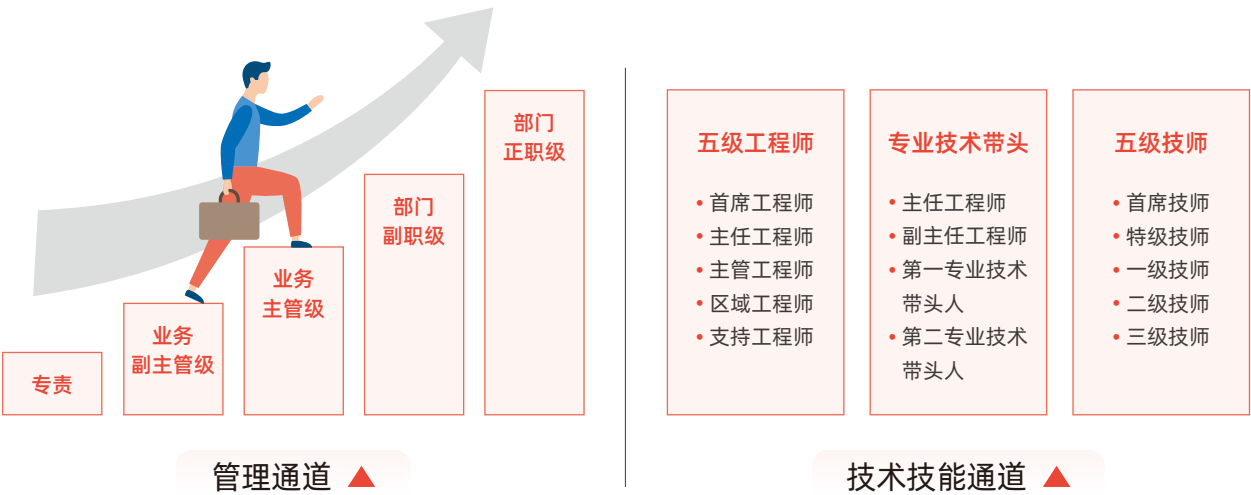 专责
业务
副主管级
业务
主管级
部门
副职级
部门
正职级
管理通道
五级工程师
• 首席工程师
• 主任工程师
• 主管工程师
• 区域工程师
• 支持工程师
专业技术带头
• 主任工程师
• 副主任工程师
• 第一专业技术
带头人
• 第二专业技术
带头人
五级技师
• 首席技师
• 特级技师
• 一级技师
• 二级技师
• 三级技师
技术技能通道